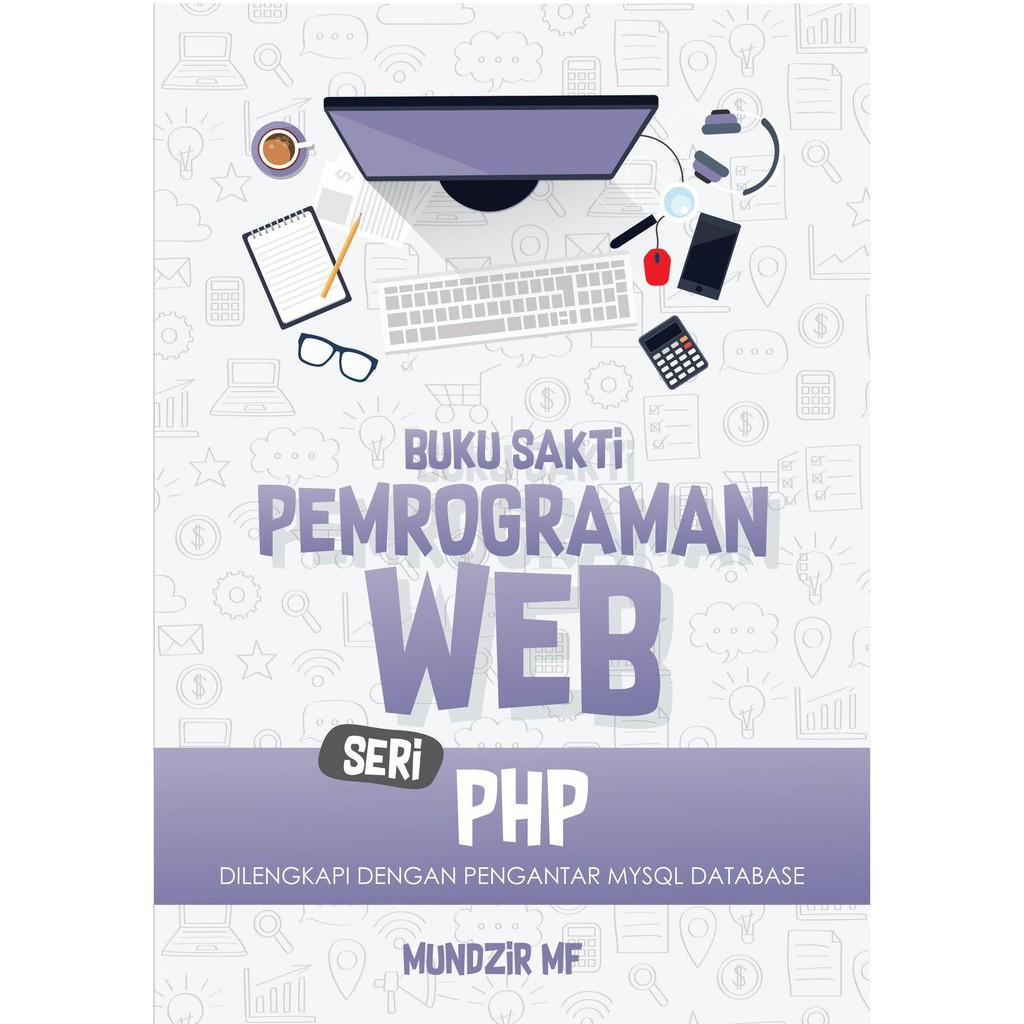 BUKU SAKTi
PEMROGRAMAN
WEB
SERi
PHP
DILENGKAPI DENGAN PENGANTAR MYSQL DATABASE
MUNDZiR MF